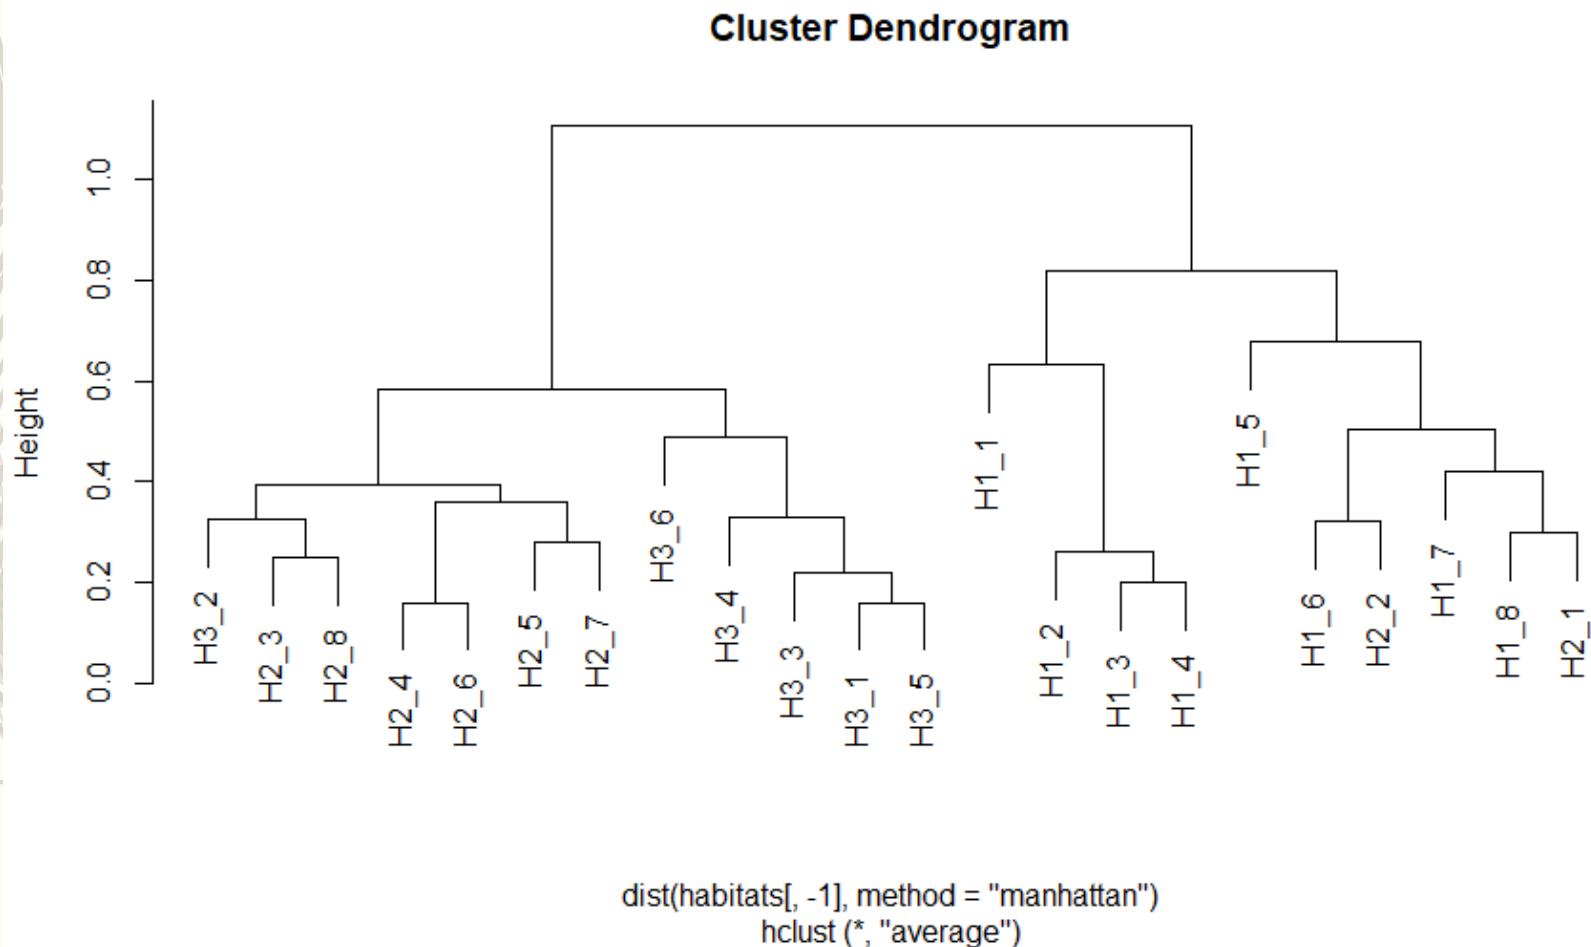 Cluster Dendrogram
Height
1.0
0.8
0.6
0.4
0.2
0.0
H3_2
H2_3
H2_8
H2_4
H2_6
H2_5
H2_7
H3_6
H3_4
H3_3
H3_1
H3_5
H1_1
H1_2
H1_3
H1_4
H1_5
H1_6
H2_2
H1_7
H1_8
H2_1
dist(habitats[, -1], method = "manhattan")
hclust (*, "average")